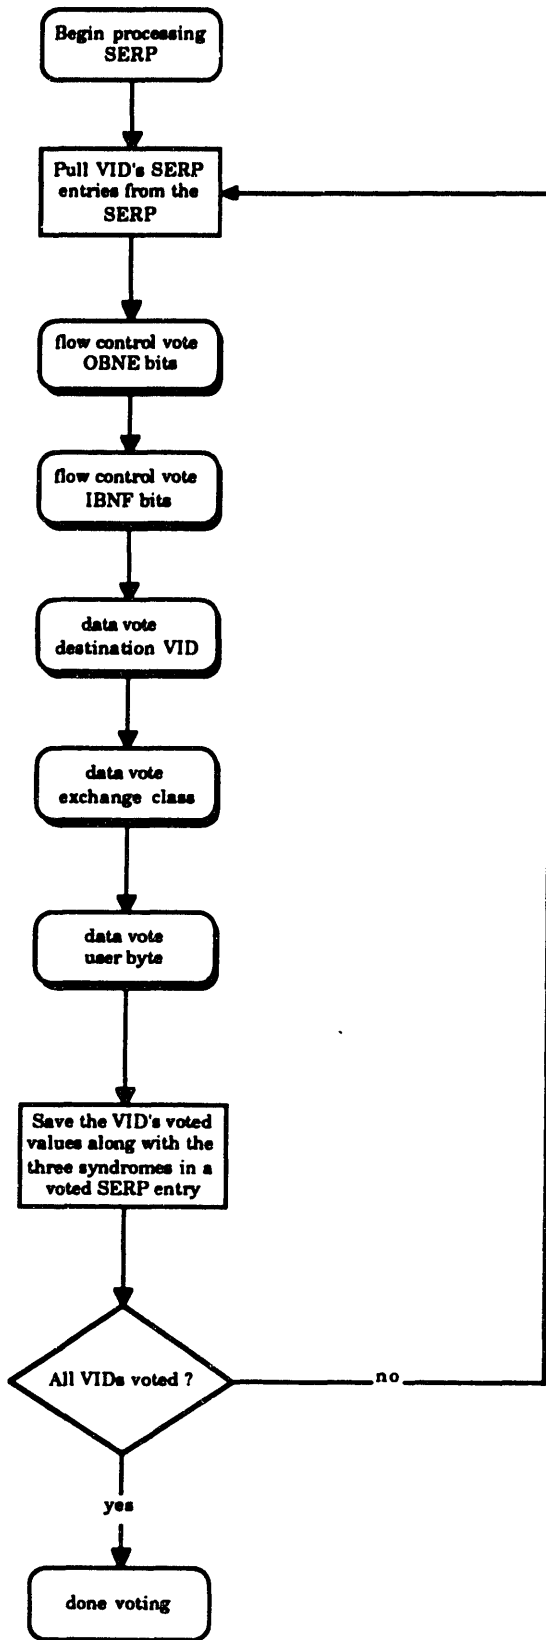 Begin processing
SERP
Pull VID's SERP
entries from the
SERP
flow control vote
OBNE bits
flow control vote
IBNF bits
data vote
destination VID
data vote
exchange class
data vote
user byte
Save the VID's voted
values along with the
three syndromes in a
voted SERP entry
All VIDs voted ?
no
yes
done voting